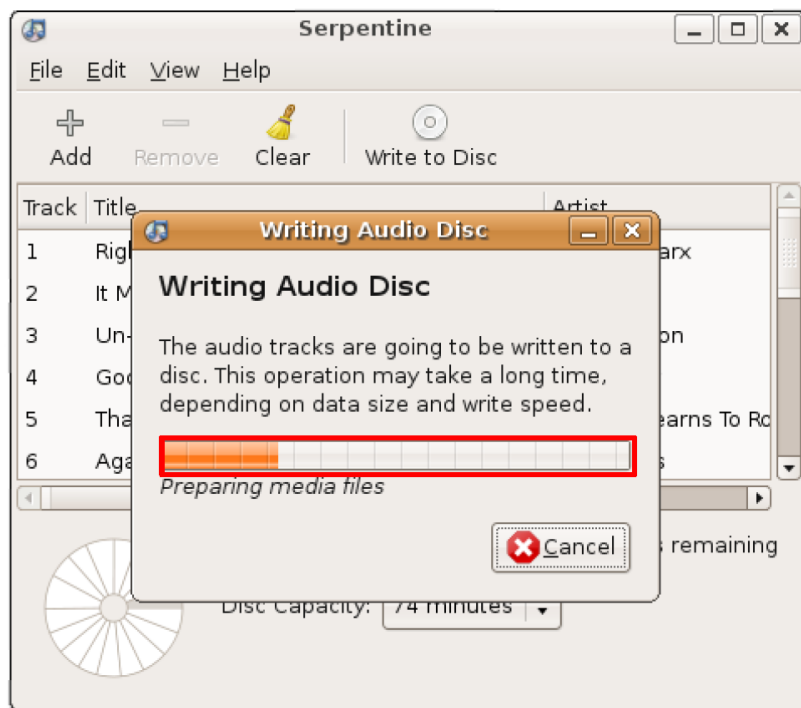 Serpentine
File Edit View Help
Add Remove Clear Write to Disc
Track Title Artist
Writing Audio Disc
1
2 It
3
4
5
6
Writing Audio Disc
The audio tracks are going to be written to a
disc. This operation may take a long time,
depending on data size and write speed.
Preparing media files
Cancel
remaining
Disc Capacity: 74 minutes